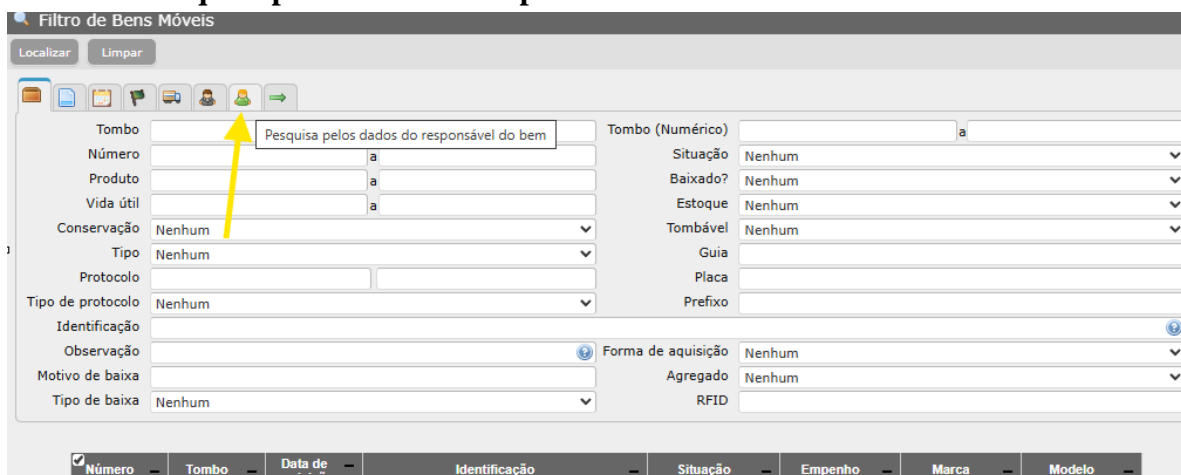 Filtro de Bens Móveis
Localizar Limpar
Tombo Pesquisa pelos dados do responsável do bem Tombo (Numérico) a
Número a Situação Nenhum
Produto a Baixado? Nenhum
Vida útil a Estoque Nenhum
Conservação Nenhum Tombável Nenhum
Tipo Nenhum Guia
Protocolo Placa
Tipo de protocolo Nenhum Prefixo
Identificação
Observação Forma de aquisição Nenhum
Motivo de baixa Agregado Nenhum
Tipo de baixa Nenhum RFID
Número Tombo Data de Identificação Situação Empenho Marca Modelo